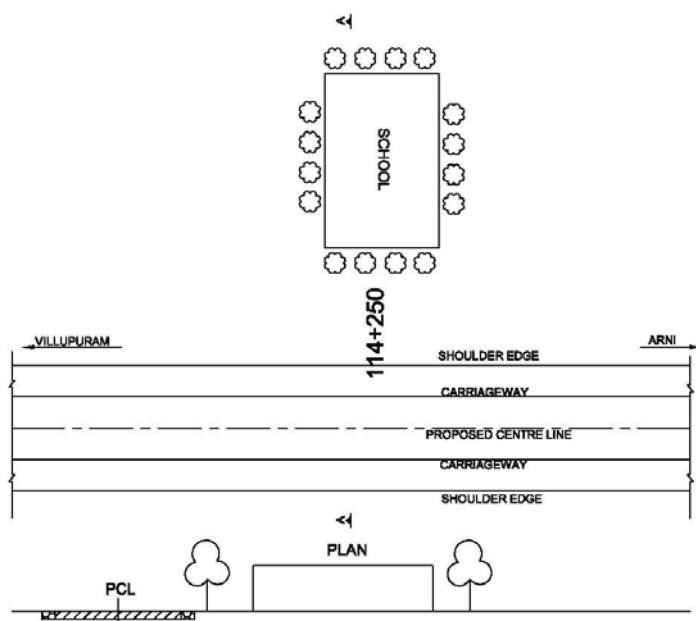 A
SCHOOL
114+250
VILLUPURAM
ARNI
SHOULDER EDGE
CARRIAGEWAY
PROPOSED CENTRE LINE
CARRIAGEWAY
SHOULDER EDGE
A
PLAN
PCL